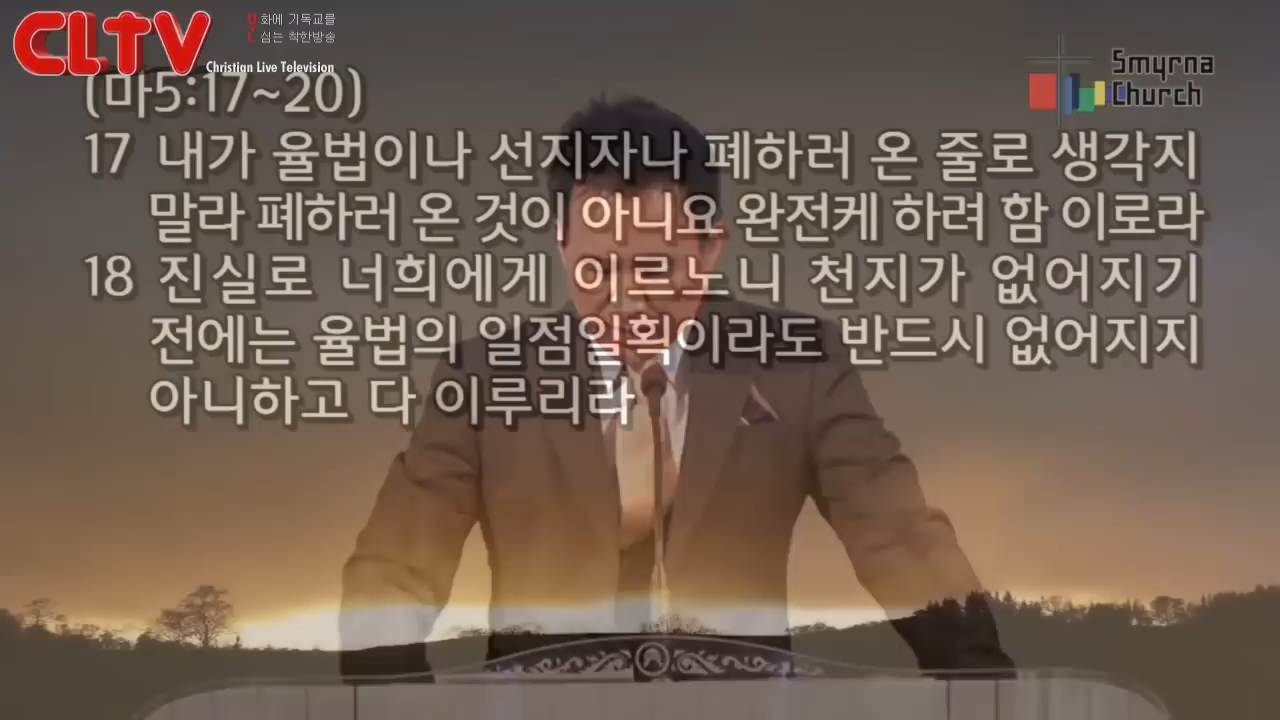 CLTV
문화에 기독교를
심는 착한방송
Christian Live Television
Smyrna
Church
(마5:17~20)
17 내가 율법이나 선지자나 폐하러 온 줄로 생각지
말라 폐하러 온 것이 아니요 완전케 하려 함 이로라
18 진실로 너희에게 이르노니 천지가 없어지기
전에는 율법의 일점일획이라도 반드시 없어지지
아니하고 다 이루리라